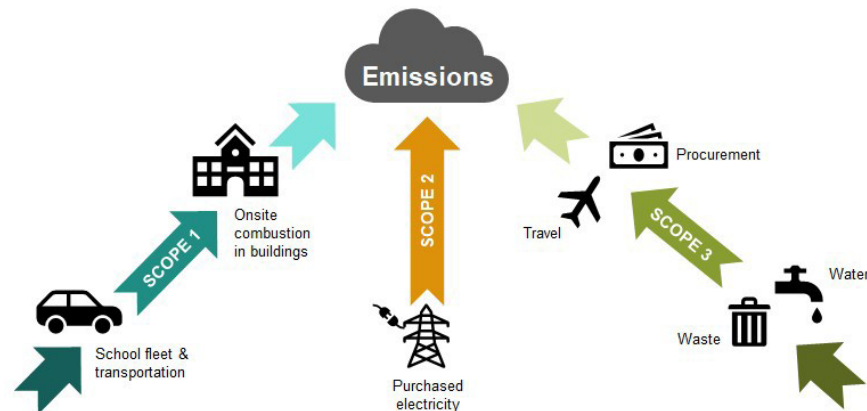 Emissions
SCOPE 1
Onsite
combustion
in buildings
School fleet &
transportation
SCOPE 2
Purchased
electricity
SCOPE 3
Procurement
Travel
Water
Waste